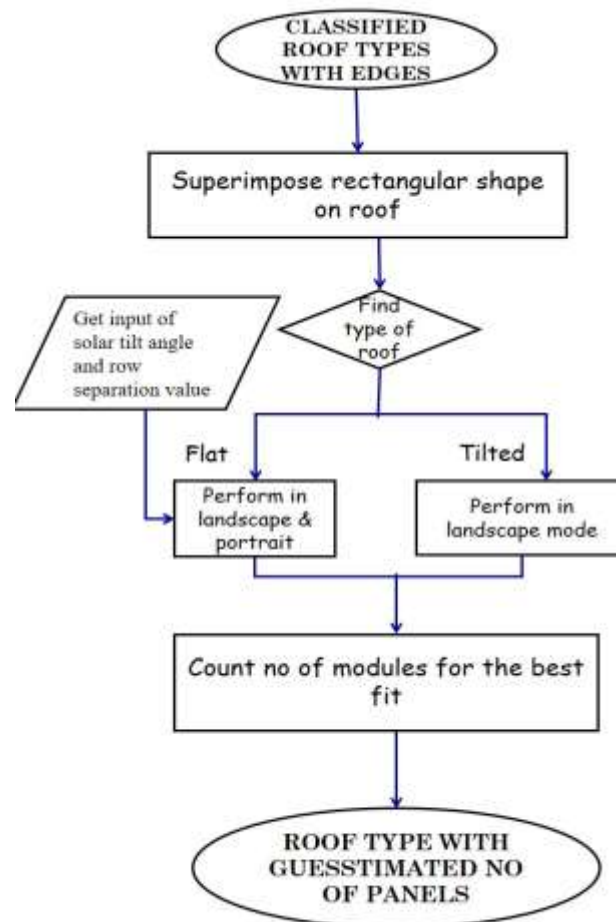 CLASSIFIED
ROOF TYPES
WITH EDGES
Superimpose rectangular shape
on roof
Find
type of
roof
Get input of
solar tilt angle
and row
separation value
Flat
Tilted
Perform in
landscape &
portrait
Perform in
landscape mode
Count no of modules for the best
fit
ROOF TYPE WITH
GUESSTIMATED NO
OF PANELS